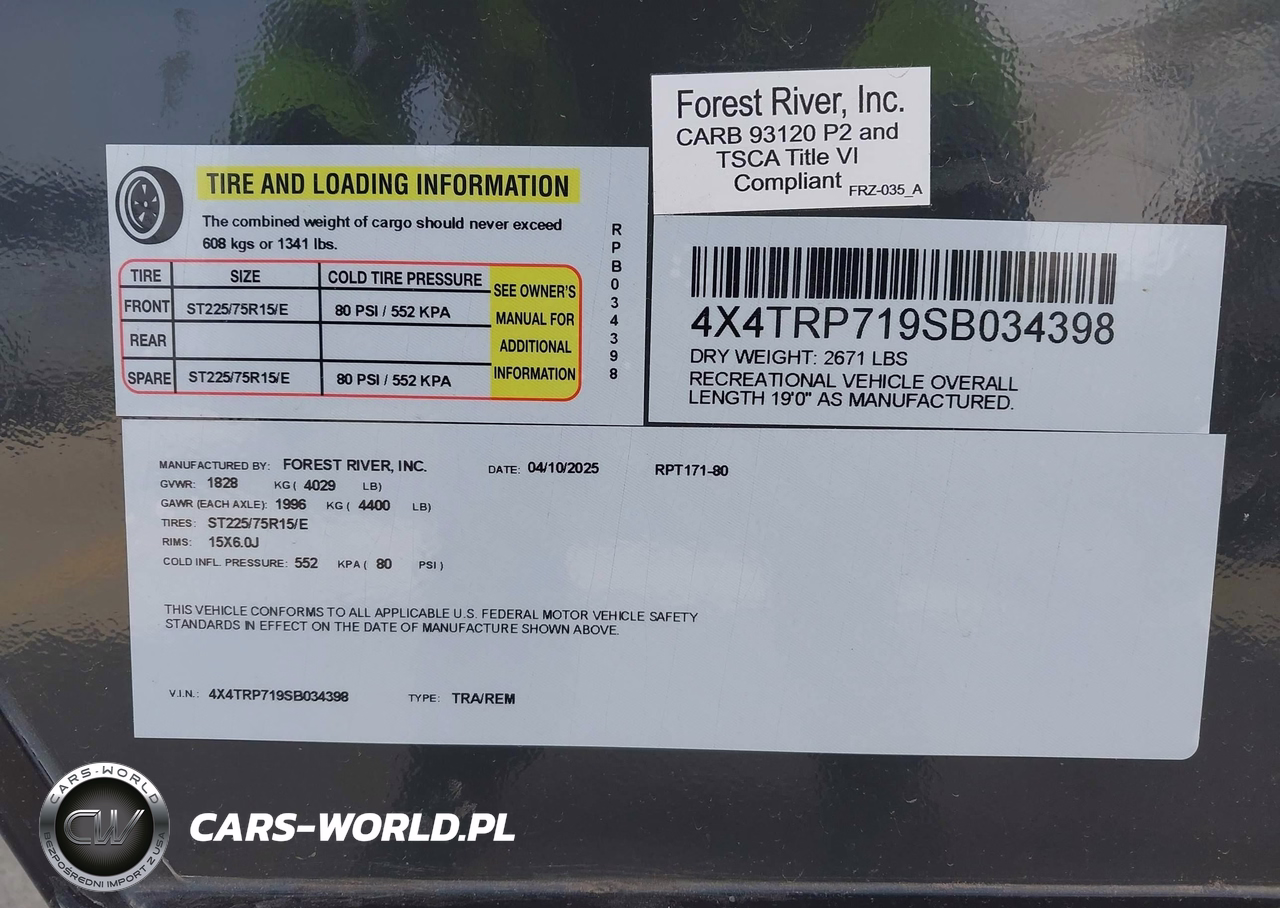 Forest River, Inc.
CARB 93120 P2 and
TSCA Title VI
Compliant FRZ-035_A
TIRE AND LOADING INFORMATION
The combined weight of cargo should never exceed
608 kgs or 1341 lbs.
TIRE SIZE COLD TIRE PRESSURE
FRONT ST225/75R15/E 80 PSI / 552 KPA
REAR
SPARE ST225/75R15/E 80 PSI / 552 KPA
SEE OWNER'S
MANUAL FOR
ADDITIONAL
INFORMATION
RPB034398
4X4TRP719SB034398
DRY WEIGHT: 2671 LBS
RECREATIONAL VEHICLE OVERALL
LENGTH 19'0" AS MANUFACTURED.
MANUFACTURED BY: FOREST RIVER, INC. DATE: 04/10/2025 RPT171-80
GVWR: 1828 KG ( 4029 LB)
GAWR (EACH AXLE): 1996 KG ( 4400 LB)
TIRES: ST225/75R15/E
RIMS: 15X6.0J
COLD INFL. PRESSURE: 552 KPA ( 80 PSI )
THIS VEHICLE CONFORMS TO ALL APPLICABLE U.S. FEDERAL MOTOR VEHICLE SAFETY
STANDARDS IN EFFECT ON THE DATE OF MANUFACTURE SHOWN ABOVE.
V.I.N.: 4X4TRP719SB034398 TYPE: TRA/REM
CARS-WORLD
CW
BEZPOŚREDNI IMPORT Z USA
CARS-WORLD.PL